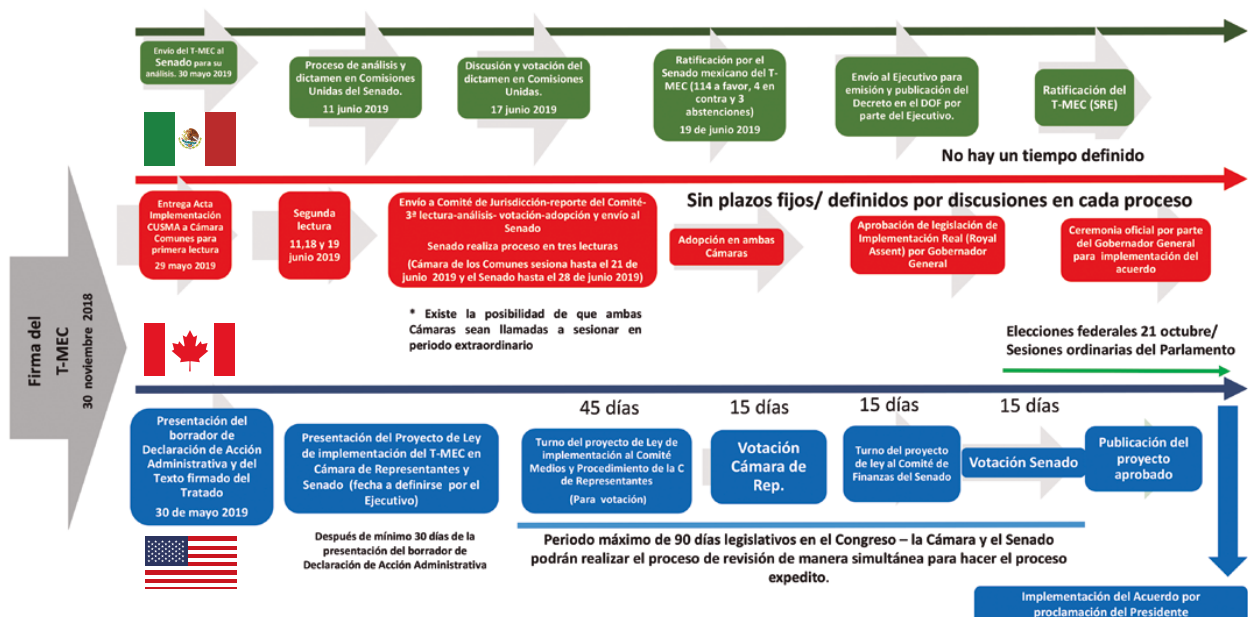 Firma del
T-MEC
30 noviembre 2018
Envío del T-MEC al
Senado para su
análisis. 30 mayo 2019
Proceso de análisis y
dictamen en Comisiones
Unidas del Senado.
11 junio 2019
Discusión y votación del
dictamen en Comisiones
Unidas.
17 junio 2019
Ratificación por el
Senado mexicano del T-
MEC (114 a favor, 4 en
contra y 3
abstenciones)
19 de junio 2019
Envío al Ejecutivo para
emisión y publicación del
Decreto en el DOF por
parte del Ejecutivo.
Ratificación del
T-MEC (SRE)
No hay un tiempo definido
Sin plazos fijos/ definidos por discusiones en cada proceso
Entrega Acta
Implementación
CUSMA a Cámara
Comunes para
primera lectura
29 mayo 2019
Segunda
lectura
11,18 y 19
junio 2019
Envío a Comité de Jurisdicción-reporte del Comité-
3ª lectura-análisis- votación-adopción y envío al
Senado
Senado realiza proceso en tres lecturas
(Cámara de los Comunes sesiona hasta el 21 de
junio 2019 y el Senado hasta el 28 de junio 2019)
Adopción en ambas
Cámaras
Aprobación de legislación de
Implementación Real (Royal
Assent) por Gobernador
General
Ceremonia oficial por parte
del Gobernador General
para implementación del
acuerdo
* Existe la posibilidad de que ambas
Cámaras sean llamadas a sesionar en
periodo extraordinario
Elecciones federales 21 octubre/
Sesiones ordinarias del Parlamento
45 días
15 días
15 días
15 días
Presentación del
borrador de
Declaración de Acción
Administrativa y del
Texto firmado del
Tratado
30 de mayo 2019
Presentación del Proyecto de Ley
de implementación del T-MEC en
Cámara de Representantes y
Senado (fecha a definirse por el
Ejecutivo)
Turno del proyecto de Ley de
implementación al Comité
Medios y Procedimiento de la C
de Representantes
(Para votación)
Votación
Cámara de
Rep.
Turno del proyecto de
ley al Comité de
Finanzas del Senado
Votación Senado
Publicación del
proyecto
aprobado
Después de mínimo 30 días de la
presentación del borrador de
Declaración de Acción Administrativa
Periodo máximo de 90 días legislativos en el Congreso – la Cámara y el Senado
podrán realizar el proceso de revisión de manera simultánea para hacer el proceso
expedito.
Implementación del Acuerdo por
proclamación del Presidente